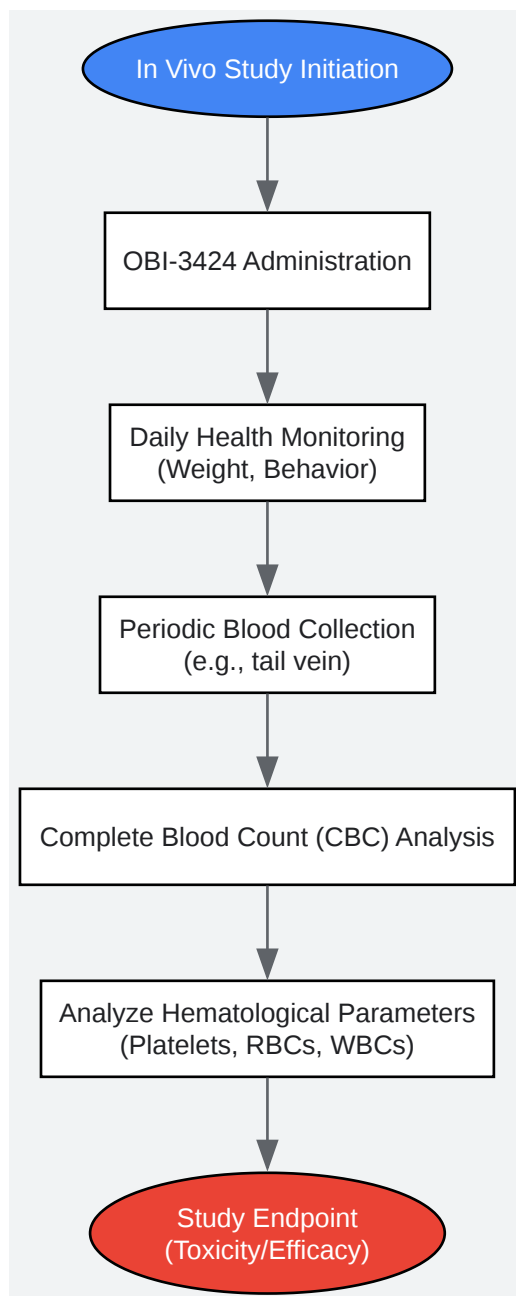 In Vivo Study Initiation
OBI-3424 Administration
Daily Health Monitoring
(Weight, Behavior)
Periodic Blood Collection
(e.g., tail vein)
Complete Blood Count (CBC) Analysis
Analyze Hematological Parameters
(Platelets, RBCs, WBCs)
Study Endpoint
(Toxicity/Efficacy)